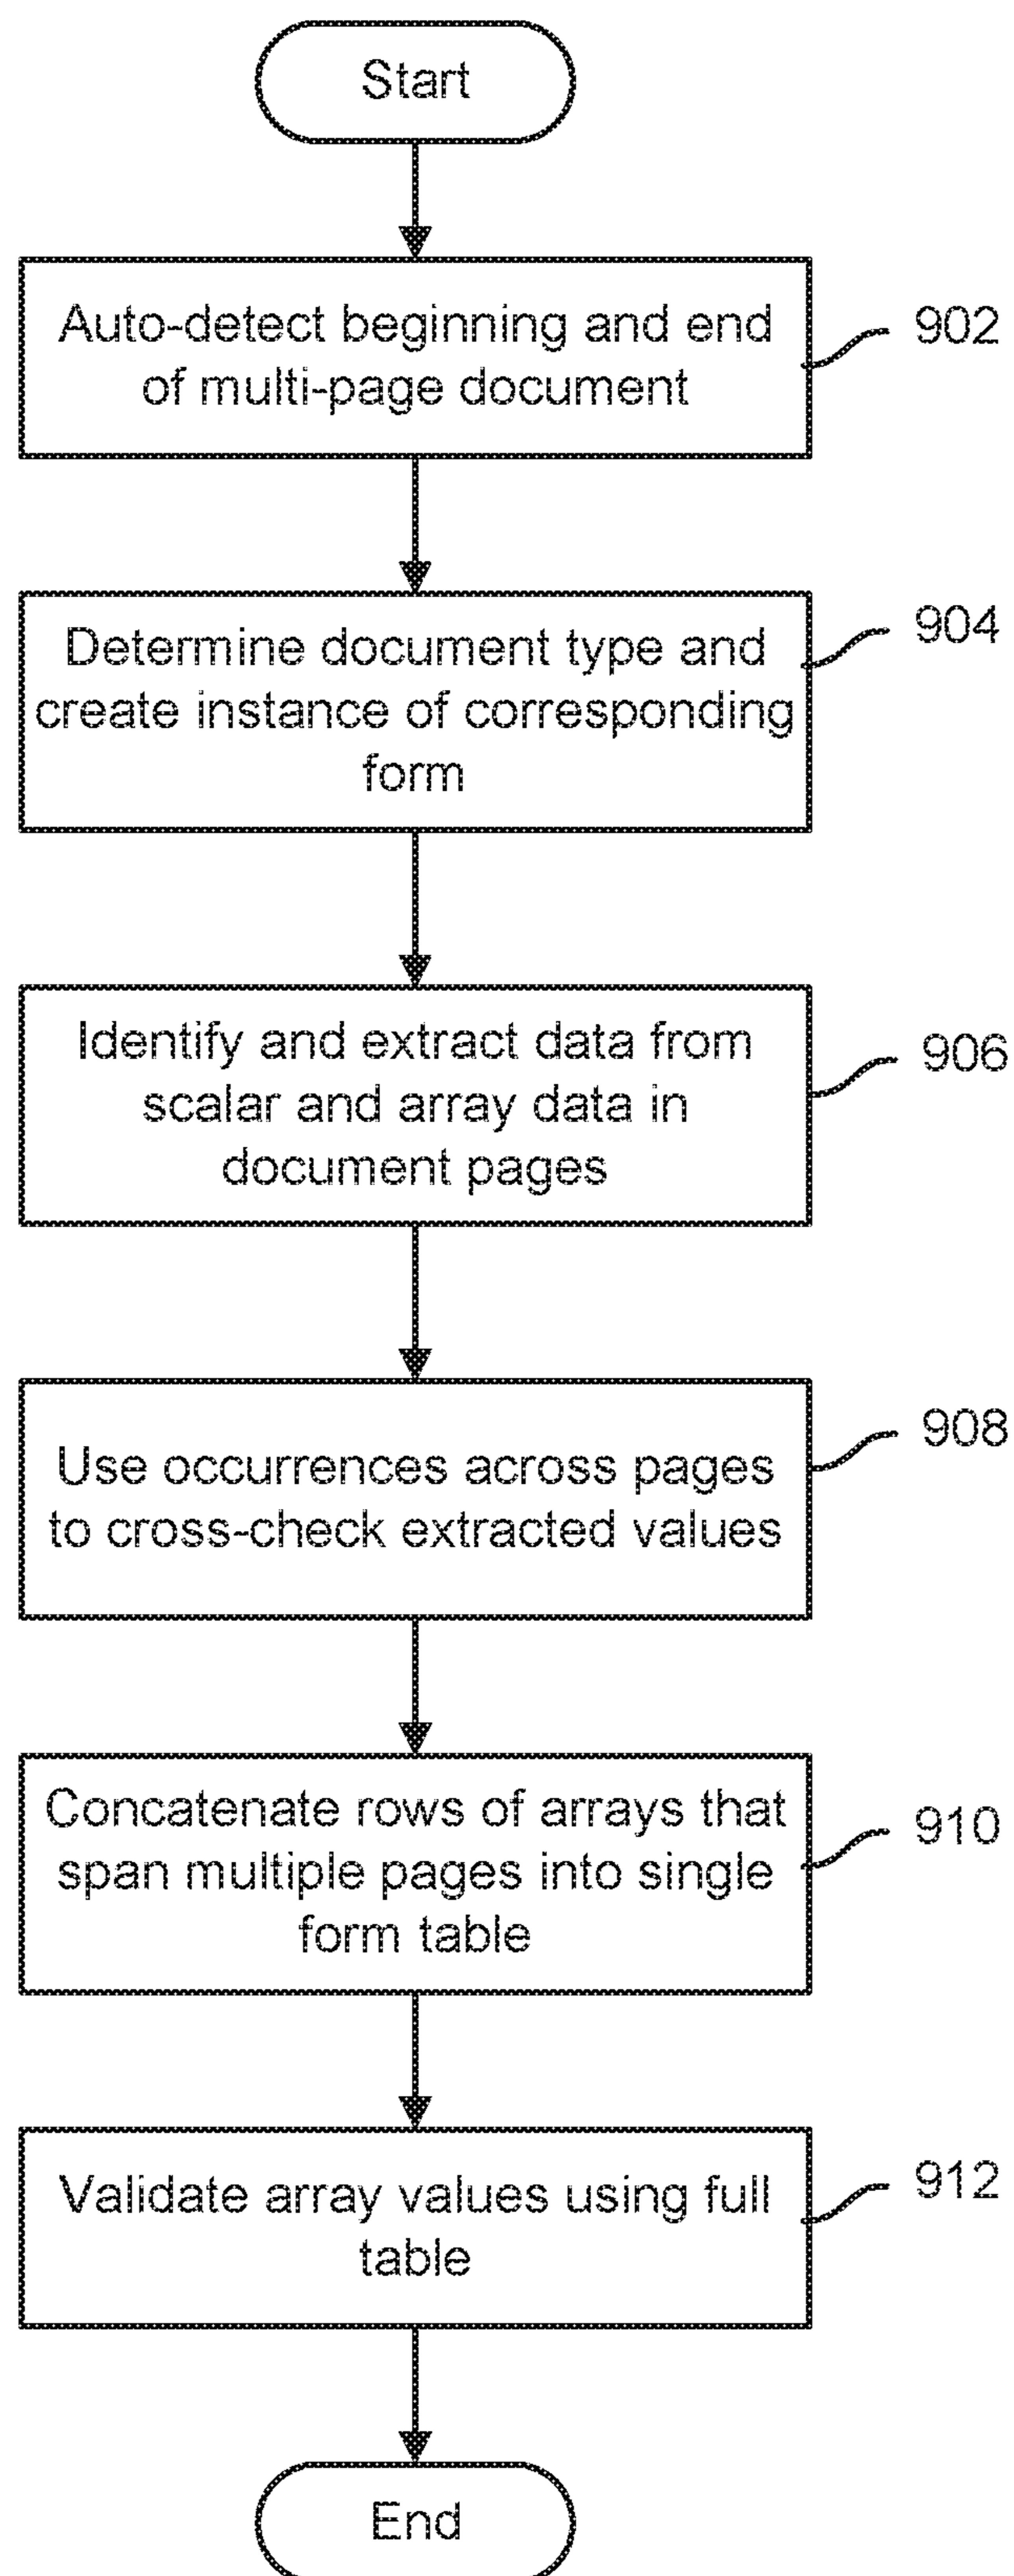 Start
Auto-detect beginning and end
of multi-page document
902
Determine document type and
create instance of corresponding
form
904
Identify and extract data from
scalar and array data in
document pages
906
Use occurrences across pages
to cross-check extracted values
908
Concatenate rows of arrays that
span multiple pages into single
form table
910
Validate array values using full
table
912
End